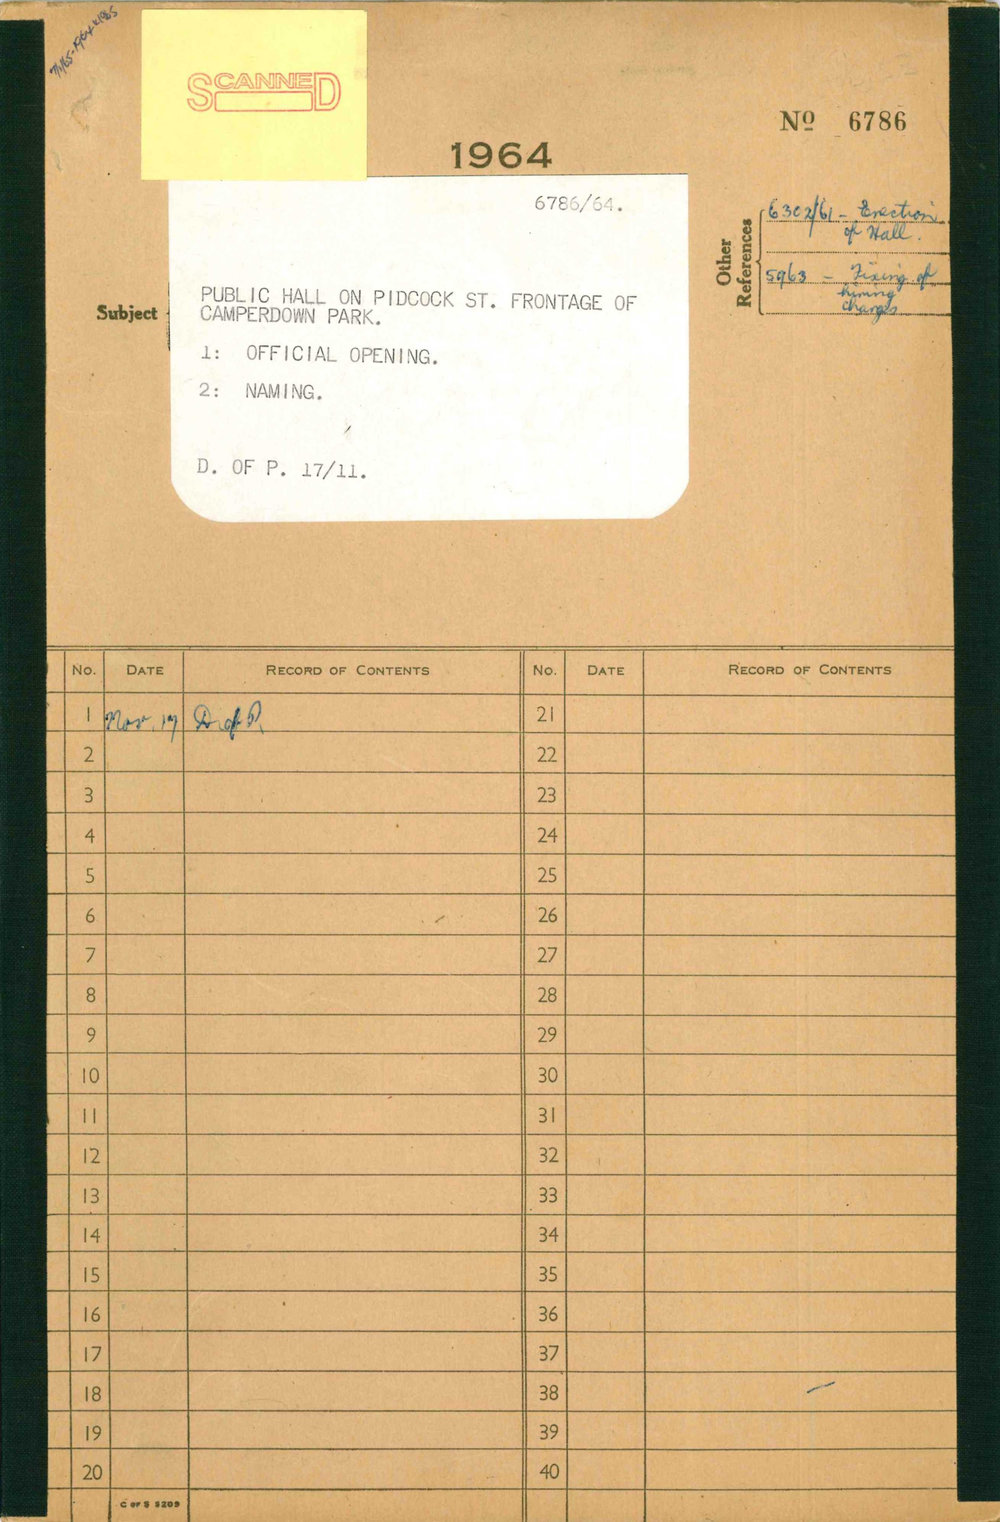 SCANNED
Nº 6786
1964
6786/64.
Other References
6302/61 - Erection
of Hall.
5963 - Fixing of
hiring
charges
Subject
PUBLIC HALL ON PIDCOCK ST. FRONTAGE OF
CAMPERDOWN PARK.
1: OFFICIAL OPENING.
2: NAMING.
D. OF P. 17/11.
No. DATE RECORD OF CONTENTS No. DATE RECORD OF CONTENTS
1 Nov. 17 D of P. 21
2 22
3 23
4 24
5 25
6 26
7 27
8 28
9 29
10 30
11 31
12 32
13 33
14 34
15 35
16 36
17 37
18 38
19 39
20 40
C OF S 5209